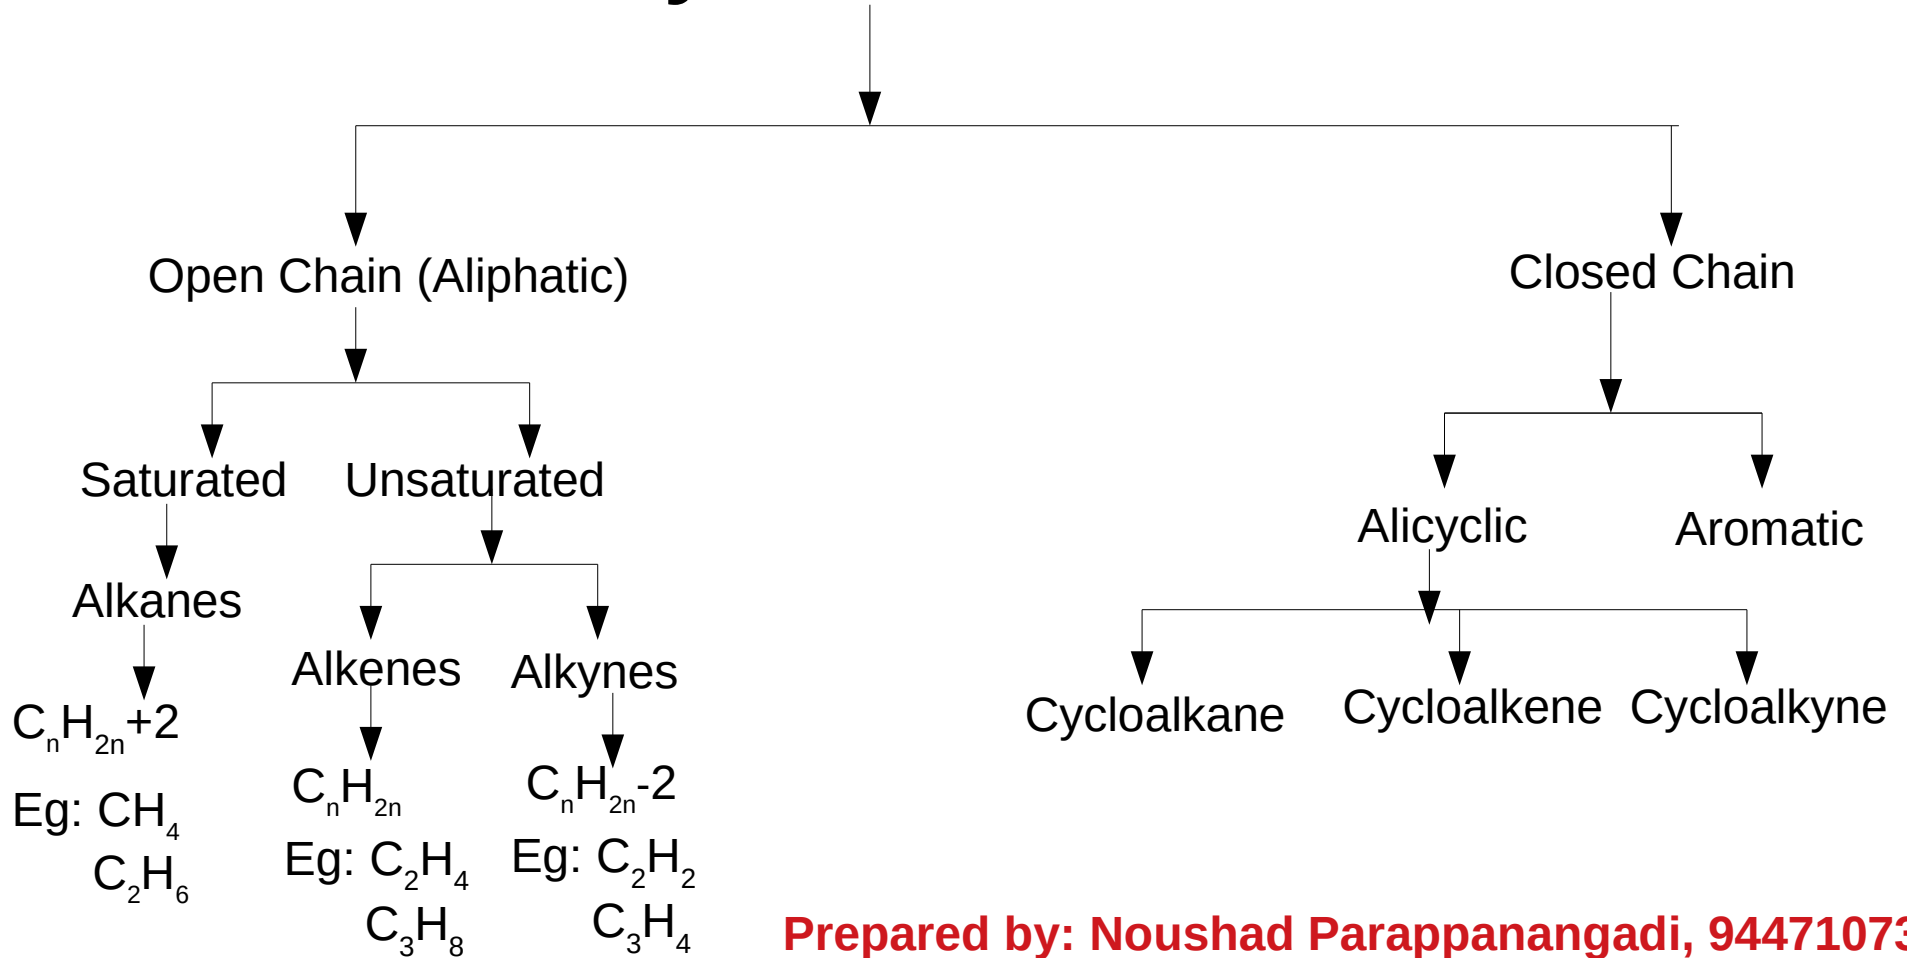 Open Chain (Aliphatic)
Closed Chain
Saturated
Unsaturated
Alicyclic
Aromatic
Alkanes
Alkenes
Alkynes
Cycloalkane
Cycloalkene
Cycloalkyne
CₙH₂ₙ+2
CₙH₂ₙ
CₙH₂ₙ-2
Eg: CH₄
C₂H₆
Eg: C₂H₄
C₃H₈
Eg: C₂H₂
C₃H₄
Prepared by: Noushad Parappanangadi, 94471073